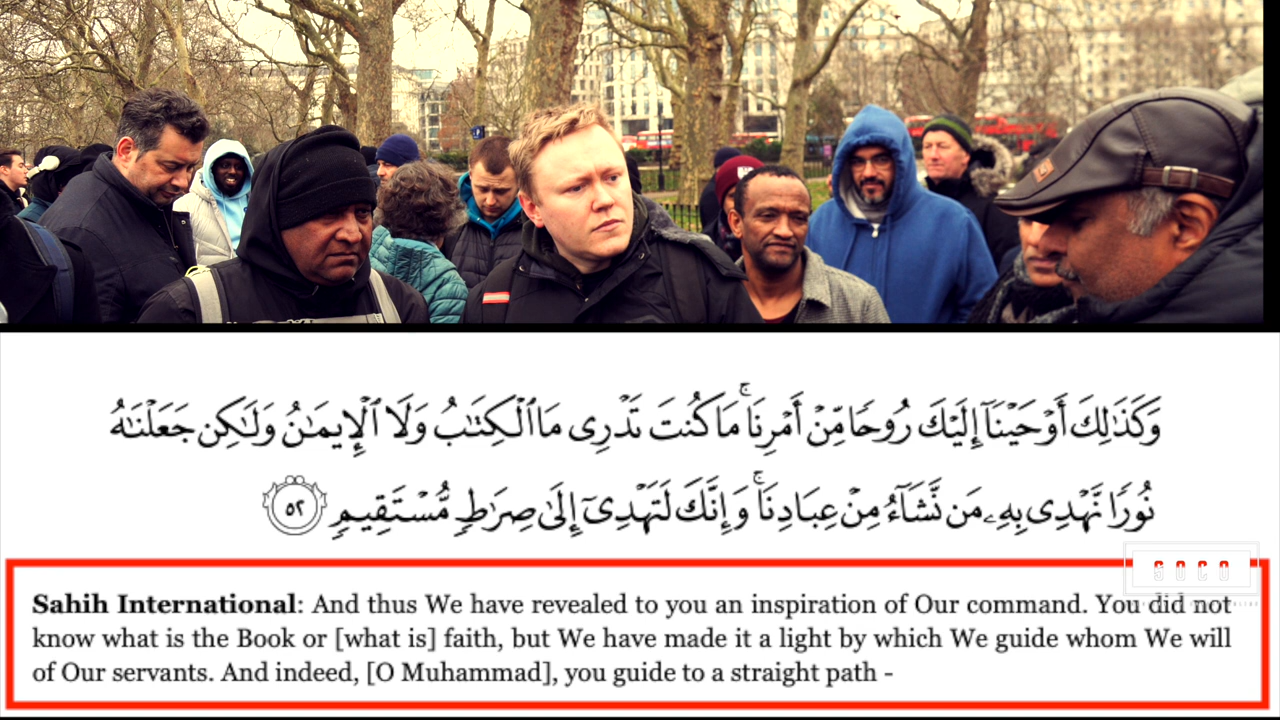 وَكَذَٰلِكَ أَوْحَيْنَآ إِلَيْكَ رُوحًا مِّنْ أَمْرِنَا ۚ مَا كُنتَ تَدْرِى مَا ٱلْكِتَٰبُ وَلَا ٱلْإِيمَٰنُ وَلَٰكِن جَعَلْنَٰهُ
نُورًا نَّهْدِى بِهِۦ مَن نَّشَآءُ مِنْ عِبَادِنَا ۚ وَإِنَّكَ لَتَهْدِىٓ إِلَىٰ صِرَٰطٍ مُّسْتَقِيمٍ ٥٢
SOCO
Sahih International: And thus We have revealed to you an inspiration of Our command. You did not
know what is the Book or [what is] faith, but We have made it a light by which We guide whom We will
of Our servants. And indeed, [O Muhammad], you guide to a straight path -